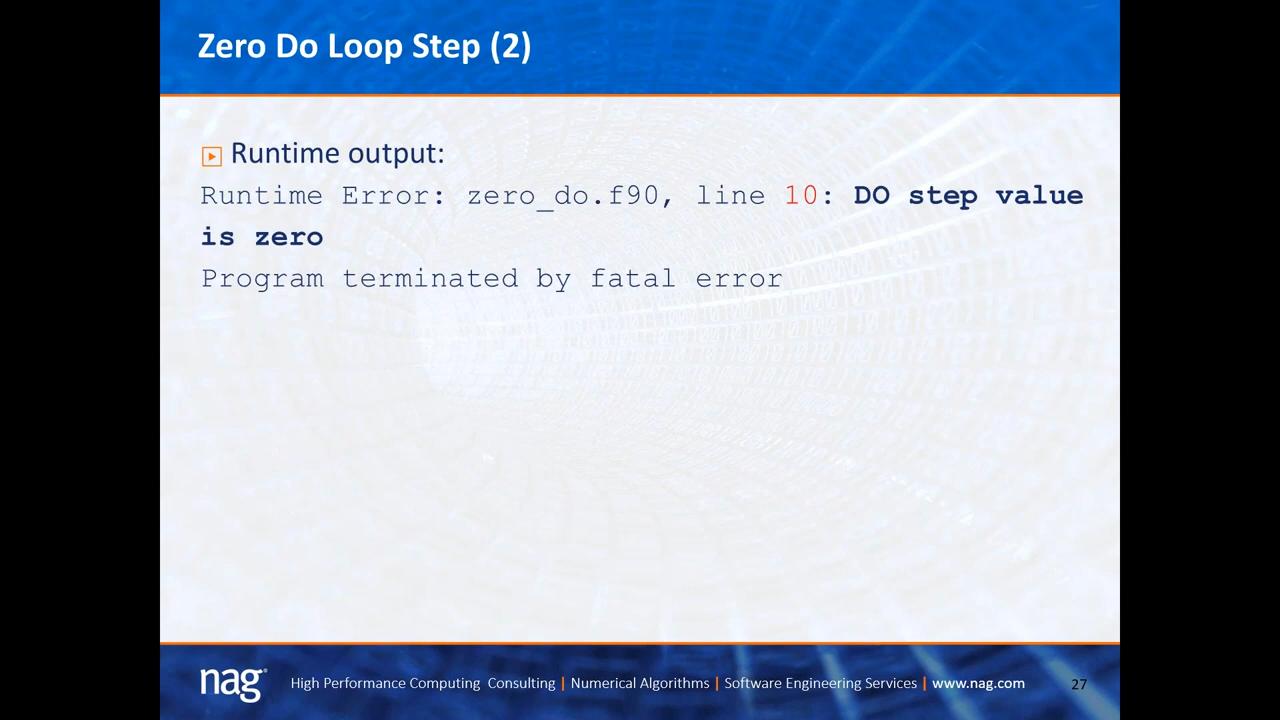 Zero Do Loop Step (2)
Runtime output:
Runtime Error: zero_do.f90, line 10: DO step value
is zero
Program terminated by fatal error
nag®
High Performance Computing Consulting | Numerical Algorithms | Software Engineering Services | www.nag.com
27